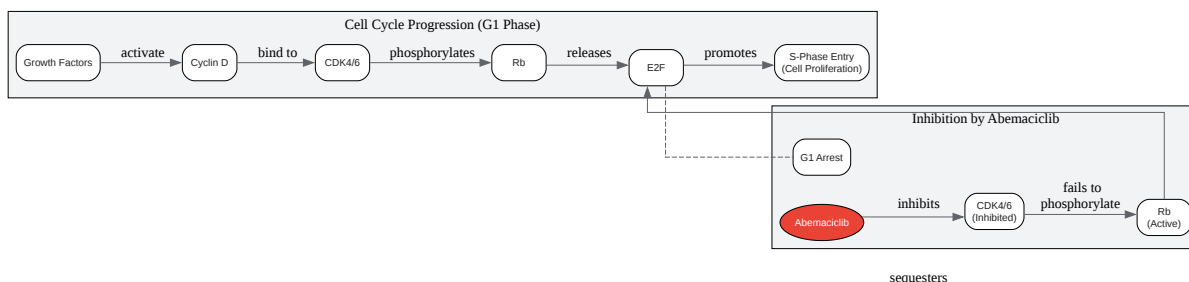 Cell Cycle Progression (G1 Phase)
Growth Factors
activate
Cyclin D
bind to
CDK4/6
phosphorylates
Rb
releases
E2F
promotes
S-Phase Entry
(Cell Proliferation)
Inhibition by Abemaciclib
G1 Arrest
Abemaciclib
inhibits
CDK4/6
(Inhibited)
fails to
phosphorylate
Rb
(Active)
sequesters